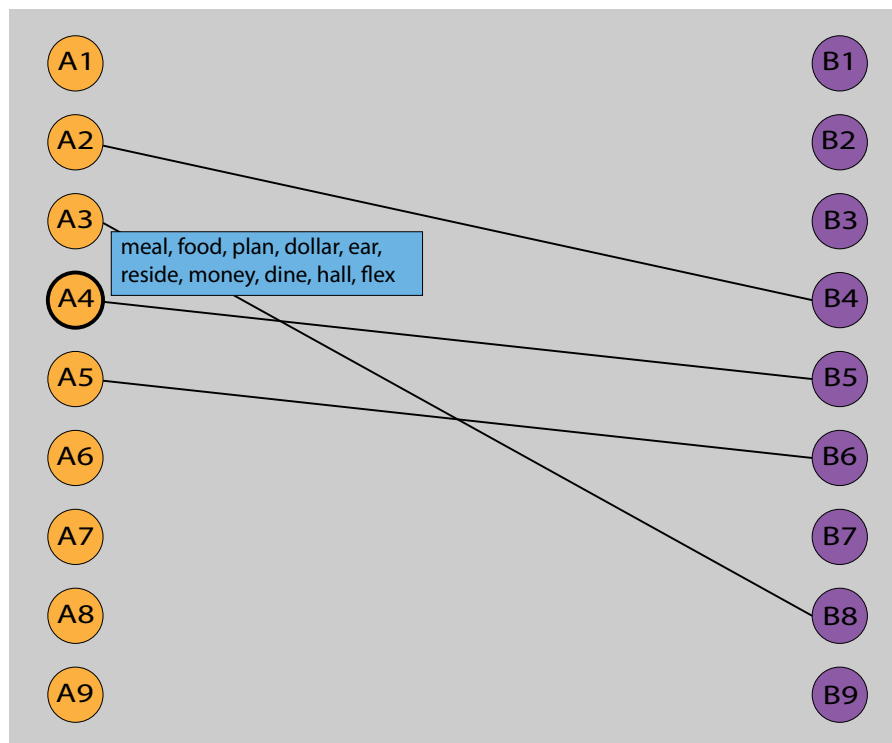 A1 B1
A2 B2
A3 B3
meal, food, plan, dollar, ear,
reside, money, dine, hall, flex
A4 B4
A5 B5
A6 B6
A7 B7
A8 B8
A9 B9